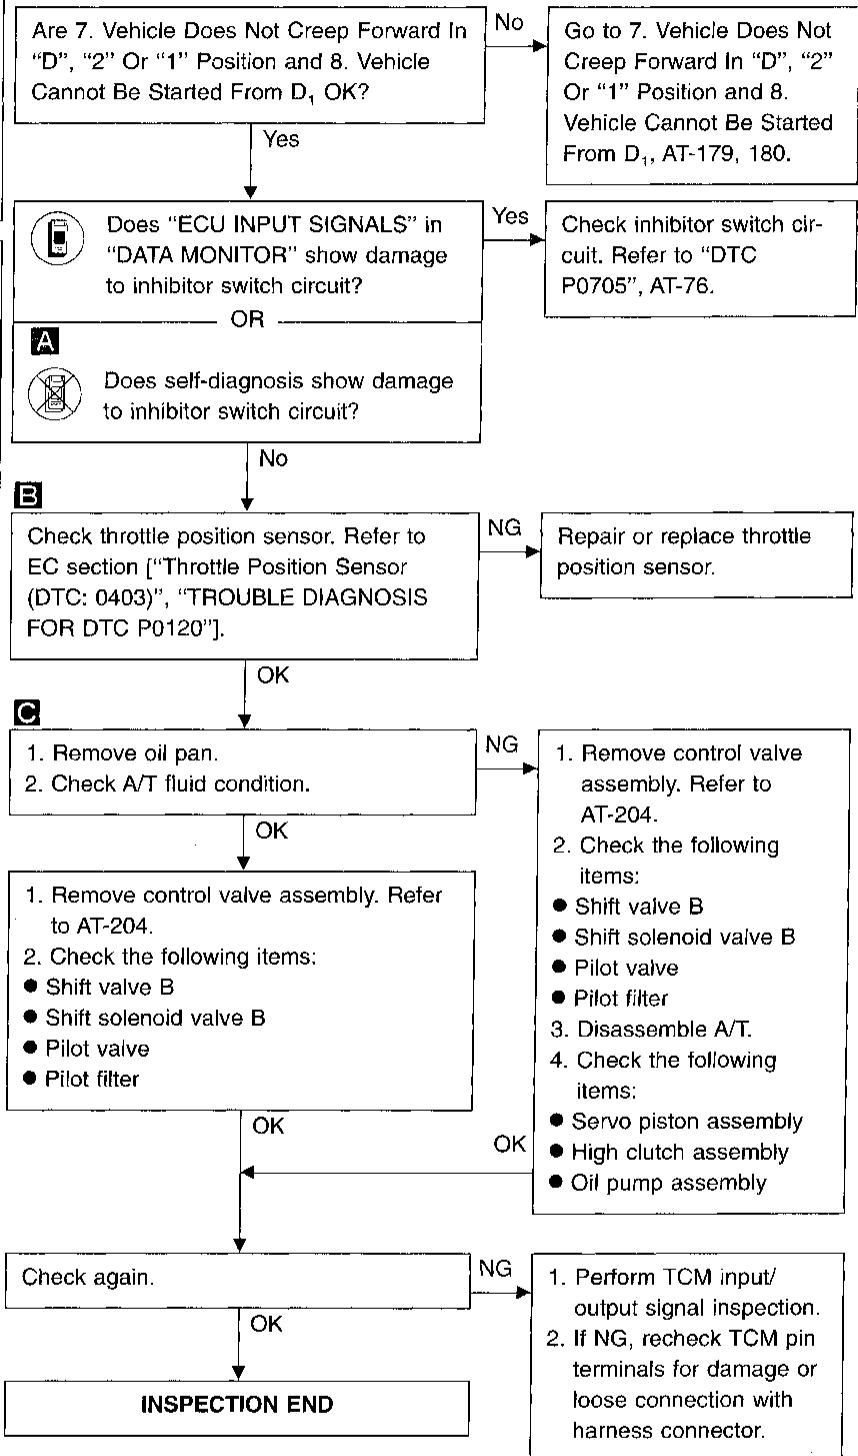 Are 7. Vehicle Does Not Creep Forward In
“D”, “2” Or “1” Position and 8. Vehicle
Cannot Be Started From D₁ OK?
No
Go to 7. Vehicle Does Not
Creep Forward In “D”, “2”
Or “1” Position and 8.
Vehicle Cannot Be Started
From D₁, AT-179, 180.
Yes
Does “ECU INPUT SIGNALS” in
“DATA MONITOR” show damage
to inhibitor switch circuit?
Yes
Check inhibitor switch cir-
cuit. Refer to “DTC
P0705”, AT-76.
OR
A
Does self-diagnosis show damage
to inhibitor switch circuit?
No
B
Check throttle position sensor. Refer to
EC section [“Throttle Position Sensor
(DTC: 0403)”, “TROUBLE DIAGNOSIS
FOR DTC P0120”].
NG
Repair or replace throttle
position sensor.
OK
C
1. Remove oil pan.
2. Check A/T fluid condition.
NG
1. Remove control valve
assembly. Refer to
AT-204.
2. Check the following
items:
● Shift valve B
● Shift solenoid valve B
● Pilot valve
● Pilot filter
3. Disassemble A/T.
4. Check the following
items:
● Servo piston assembly
● High clutch assembly
● Oil pump assembly
OK
1. Remove control valve assembly. Refer
to AT-204.
2. Check the following items:
● Shift valve B
● Shift solenoid valve B
● Pilot valve
● Pilot filter
OK
OK
Check again.
NG
1. Perform TCM input/
output signal inspection.
2. If NG, recheck TCM pin
terminals for damage or
loose connection with
harness connector.
OK
INSPECTION END